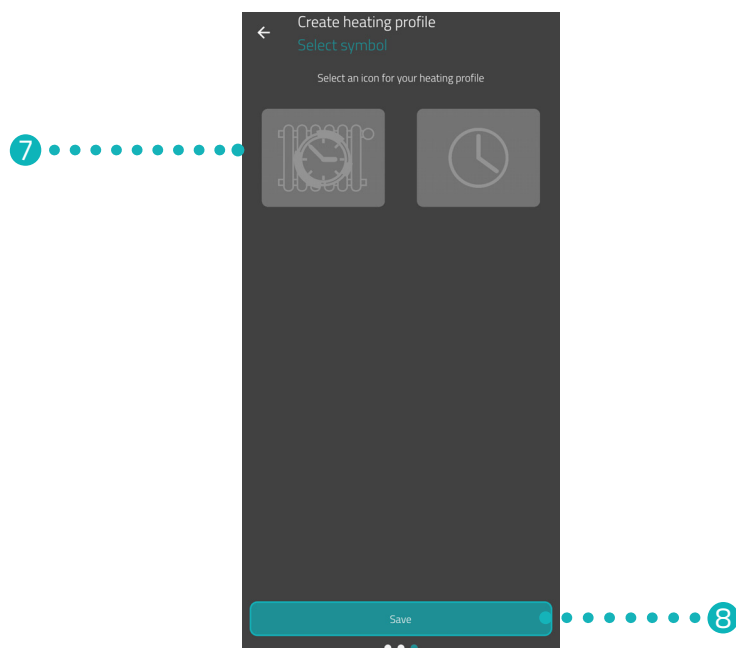 Create heating profile
Select symbol
Select an icon for your heating profile
7
Save
8